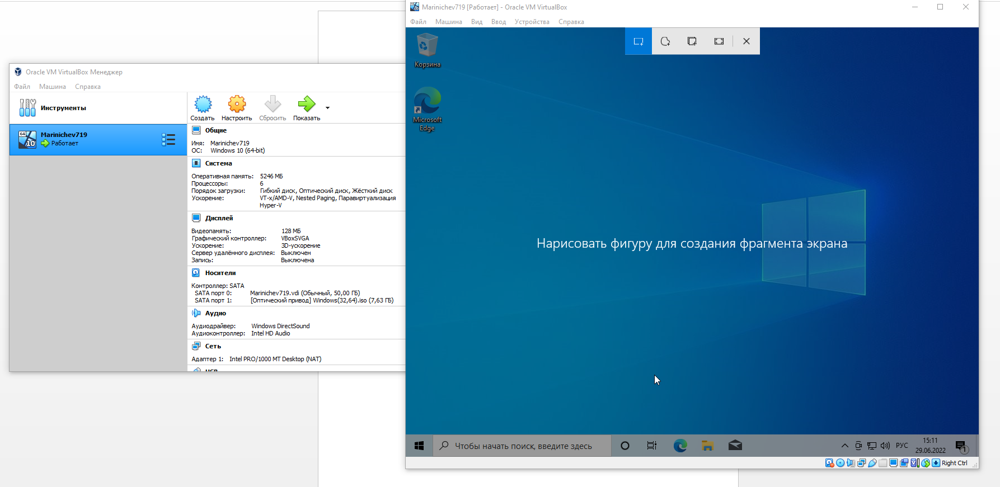 Oracle VM VirtualBox Менеджер
Файл Машина Справка
Инструменты
64
10
Marinichev719
Работает
Создать Настроить Сбросить Показать
Общие
Имя: Marinichev719
ОС: Windows 10 (64-bit)
Система
Оперативная память: 5246 МБ
Процессоры: 6
Порядок загрузки: Гибкий диск, Оптический диск, Жёсткий диск
Ускорение: VT-x/AMD-V, Nested Paging, Паравиртуализация
Hyper-V
Дисплей
Видеопамять: 128 МБ
Графический контроллер: VBoxSVGA
Ускорение: 3D-ускорение
Сервер удалённого дисплея: Выключен
Запись: Выключена
Носители
Контроллер: SATA
SATA порт 0: Marinichev719.vdi (Обычный, 50,00 ГБ)
SATA порт 1: [Оптический привод] Windows(32,64).iso (7,63 ГБ)
Аудио
Аудиодрайвер: Windows DirectSound
Аудиоконтроллер: Intel HD Audio
Сеть
Адаптер 1: Intel PRO/1000 MT Desktop (NAT)
USB
Marinichev719 [Работает] - Oracle VM VirtualBox
Файл Машина Вид Ввод Устройства Справка
Корзина
Microsoft
Edge
Нарисовать фигуру для создания фрагмента экрана
Чтобы начать поиск, введите здесь
РУС
15:11
29.06.2022
1
Right Ctrl